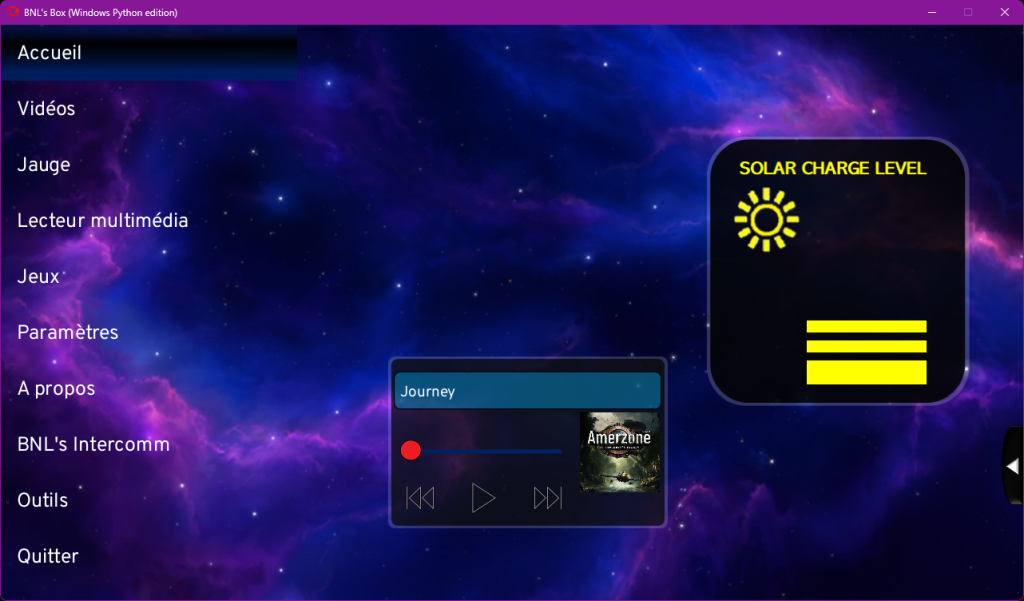 BNL's Box (Windows Python edition)
Accueil
Vidéos
Jauge
Lecteur multimédia
Jeux
Paramètres
A propos
BNL's Intercomm
Outils
Quitter
Journey
Amerzone
SOLAR CHARGE LEVEL